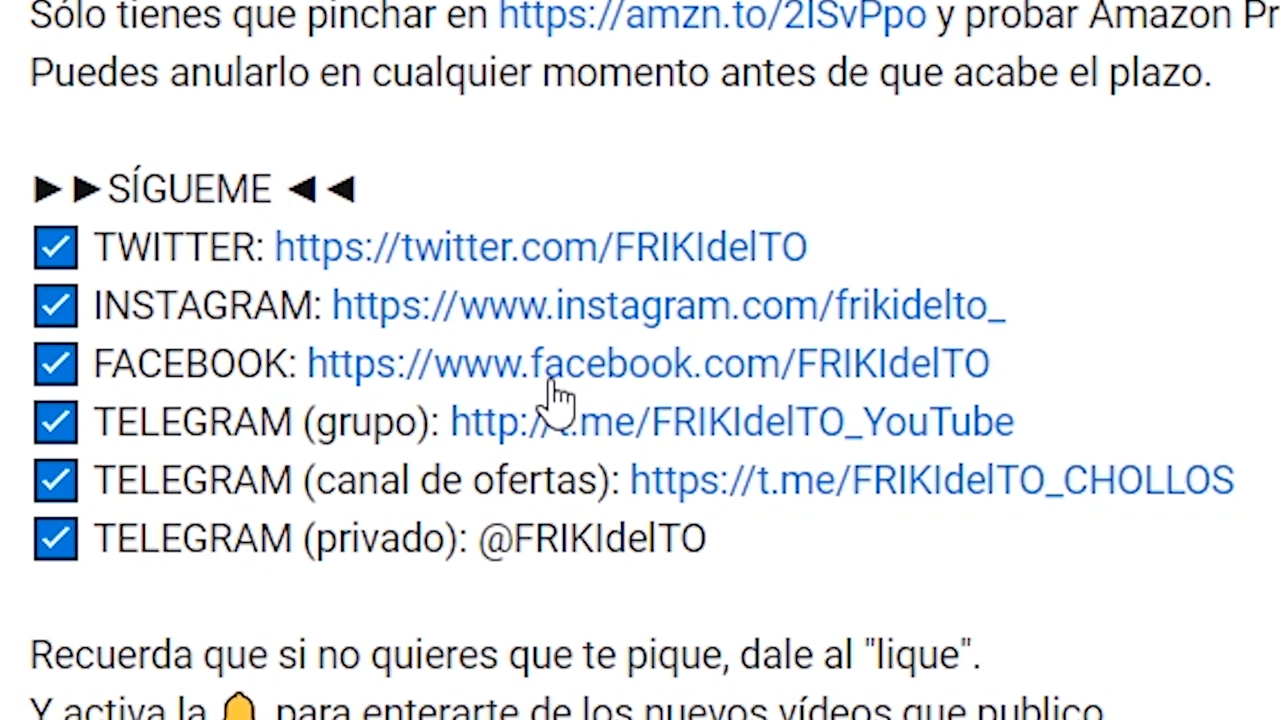 Sólo tienes que pinchar en https://amzn.to/2ISvPpo y probar Amazon Pr
Puedes anularlo en cualquier momento antes de que acabe el plazo.
►►SÍGUEME ◄◄
☑ TWITTER: https://twitter.com/FRIKIdelTO
☑ INSTAGRAM: https://www.instagram.com/frikidelto_
☑ FACEBOOK: https://www.facebook.com/FRIKIdelTO
☑ TELEGRAM (grupo): http://t.me/FRIKIdelTO_YouTube
☑ TELEGRAM (canal de ofertas): https://t.me/FRIKIdelTO_CHOLLOS
☑ TELEGRAM (privado): @FRIKIdelTO
Recuerda que si no quieres que te pique, dale al "lique".
Y activa la 🔔 para enterarte de los nuevos vídeos que publico